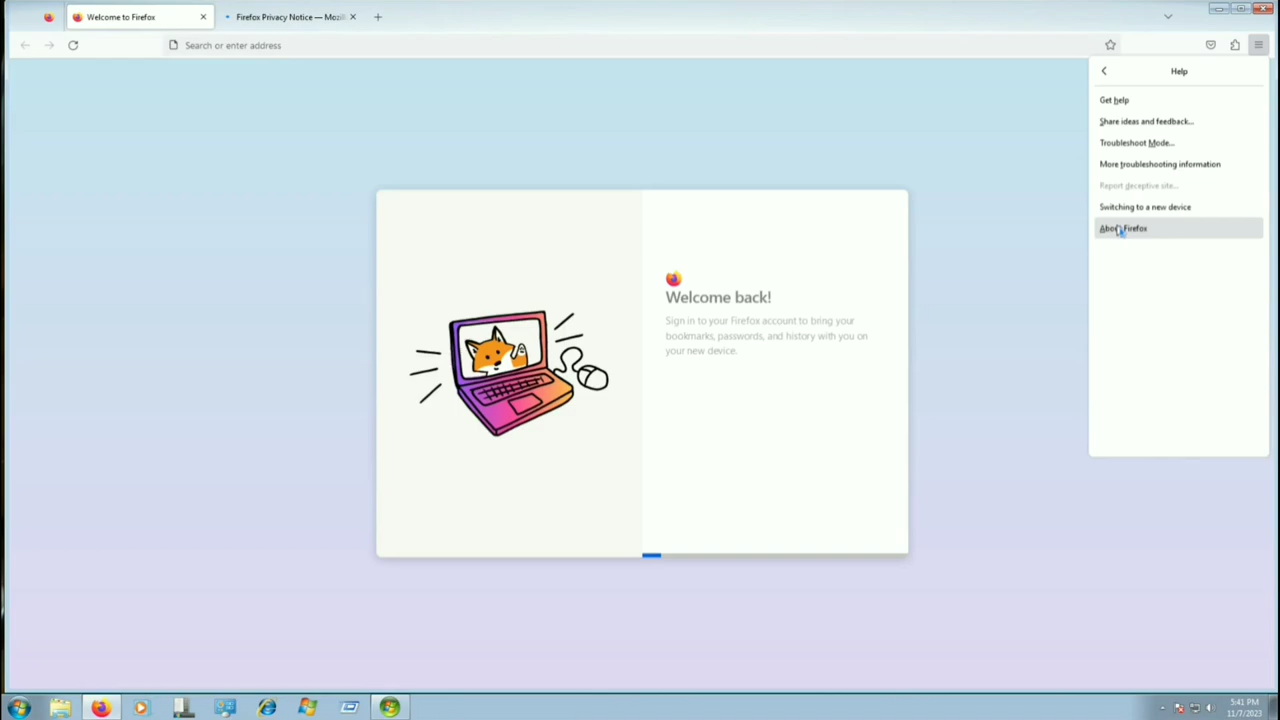 Welcome to Firefox
Firefox Privacy Notice — Mozil
Search or enter address
Help
Get help
Share ideas and feedback...
Troubleshoot Mode...
More troubleshooting information
Report deceptive site...
Switching to a new device
About Firefox
Welcome back!
Sign in to your Firefox account to bring your
bookmarks, passwords, and history with you on
your new device.
5:41 PM
11/7/2023